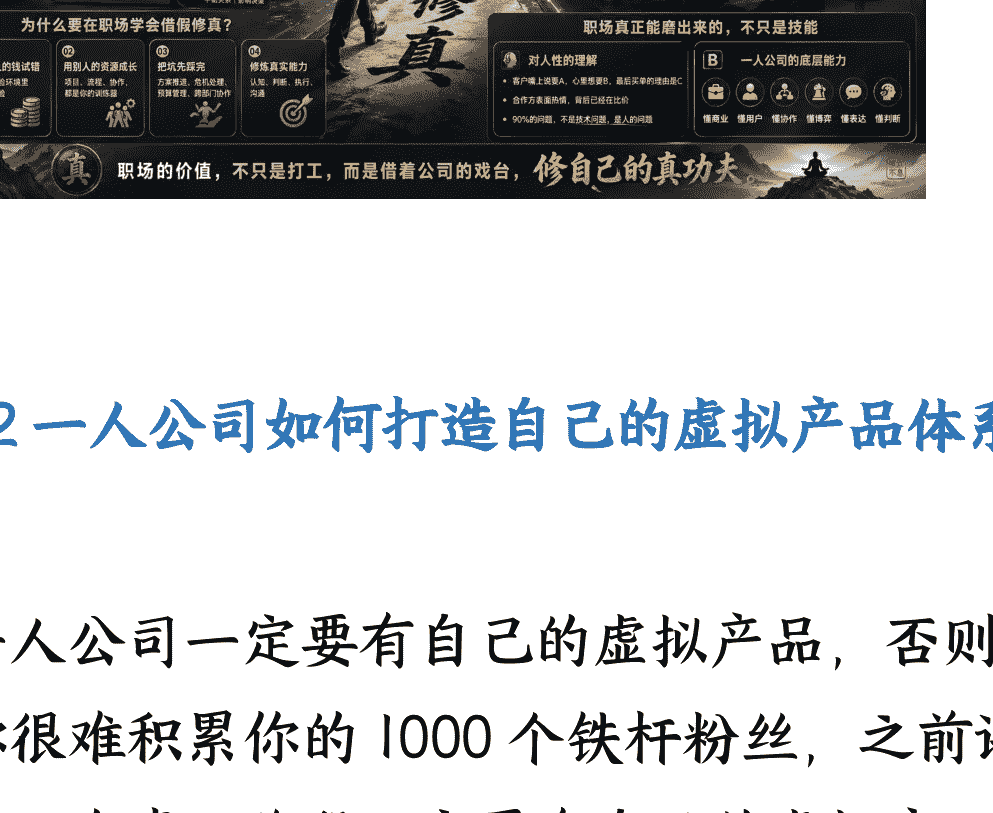 为什么要在职场学会借假修真？
修真
职场真正能磨出来的，不只是技能
02
用别人的资源成长
项目、流程、协作，
都是你的训练器
03
把坑先踩完
方案推进、危机处理、
预算管理、跨部门协作
04
修炼真实能力
认知、判断、执行、
沟通
的钱试错
对人性的理解
• 客户嘴上说要A，心里想要B，最后买单的理由是C
• 合作方表面热情，背后已经在比价
• 90%的问题，不是技术问题，是人的问题
B 一人公司的底层能力
懂商业 懂用户 懂协作 懂博弈 懂表达 懂判断
真 职场的价值，不只是打工，而是借着公司的戏台，修自己的真功夫。
2 一人公司如何打造自己的虚拟产品体系
一人公司一定要有自己的虚拟产品，否则
你很难积累你的 1000 个铁杆粉丝，之前